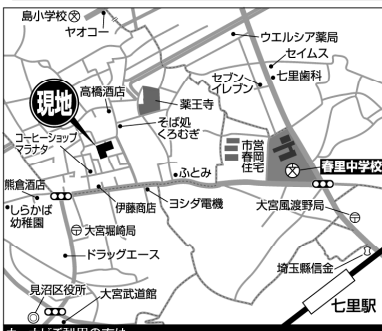 島小学校
ヤオコー
ウエルシア薬局
セイムス
セブン
イレブン
七里歯科
現地
高橋酒店
薬王寺
そば処
くろむぎ
コーヒーショップ
マラナタ
市営
春岡
住宅
春里中学校
ふとみ
熊倉酒店
しらかば
幼稚園
伊藤商店
ヨシダ電機
大宮風渡野局
大宮堀崎局
ドラッグエース
埼玉縣信金
見沼区役所
大宮武道館
七里駅